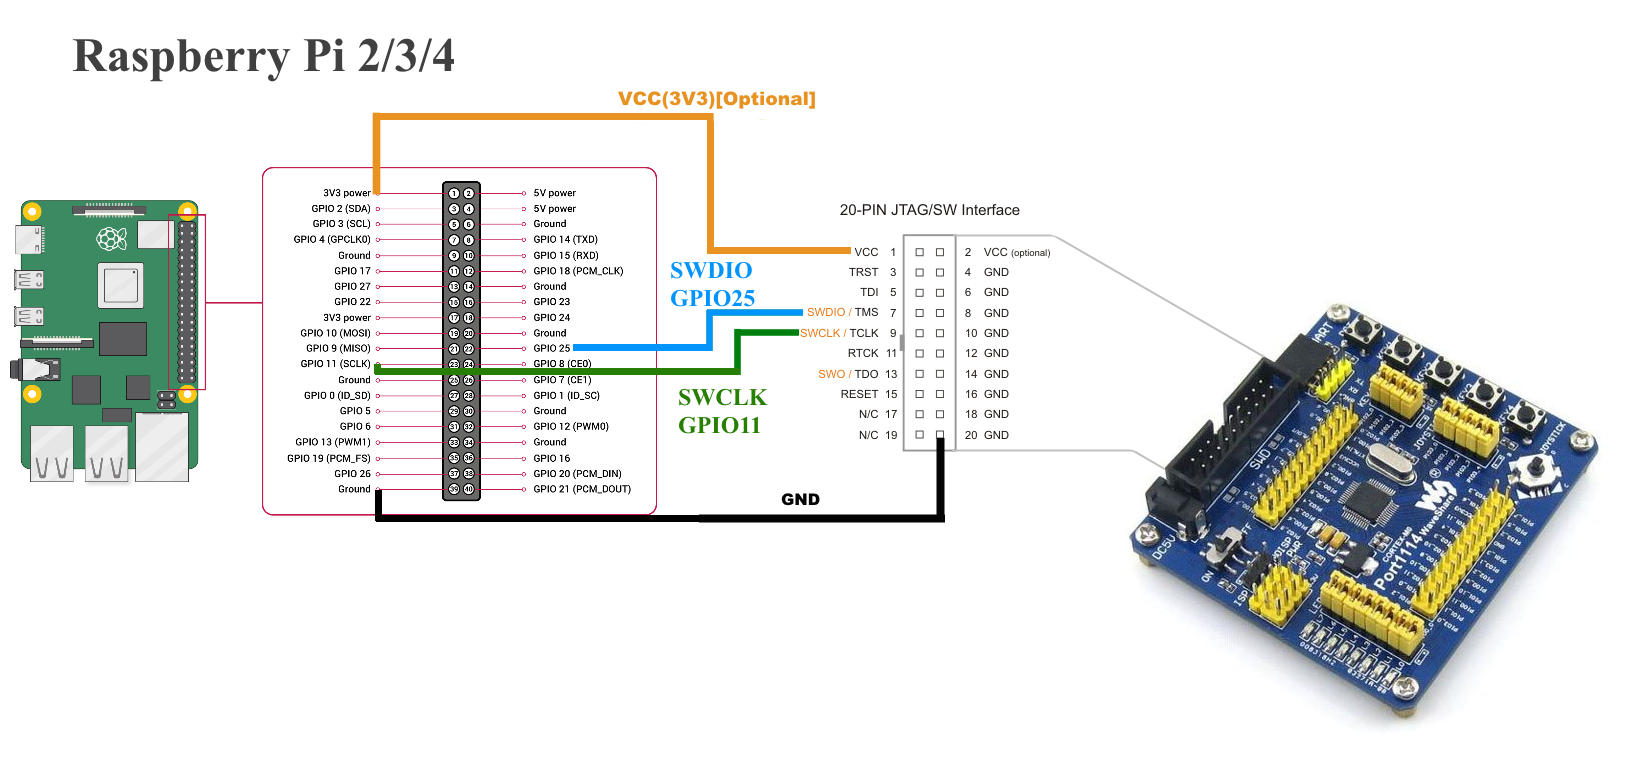 Raspberry Pi 2/3/4
VCC(3V3)[Optional]
3V3 power 1 2 5V power
GPIO 2 (SDA) 3 4 5V power
GPIO 3 (SCL) 5 6 Ground
GPIO 4 (GPCLK0) 7 8 GPIO 14 (TXD)
Ground 9 10 GPIO 15 (RXD)
GPIO 17 11 12 GPIO 18 (PCM_CLK)
GPIO 27 13 14 Ground
GPIO 22 15 16 GPIO 23
3V3 power 17 18 GPIO 24
GPIO 10 (MOSI) 19 20 Ground
GPIO 9 (MISO) 21 22 GPIO 25
GPIO 11 (SCLK) 23 24 GPIO 8 (CE0)
Ground 25 26 GPIO 7 (CE1)
GPIO 0 (ID_SD) 27 28 GPIO 1 (ID_SC)
GPIO 5 29 30 Ground
GPIO 6 31 32 GPIO 12 (PWM0)
GPIO 13 (PWM1) 33 34 Ground
GPIO 19 (PCM_FS) 35 36 GPIO 16
GPIO 26 37 38 GPIO 20 (PCM_DIN)
Ground 39 40 GPIO 21 (PCM_DOUT)
SWDIO
GPIO25
SWCLK
GPIO11
GND
20-PIN JTAG/SW Interface
VCC 1 2 VCC (optional)
TRST 3 4 GND
TDI 5 6 GND
SWDIO / TMS 7 8 GND
SWCLK / TCLK 9 10 GND
RTCK 11 12 GND
SWO / TDO 13 14 GND
RESET 15 16 GND
N/C 17 18 GND
N/C 19 20 GND
UART
SWD
JOYSTICK
DC5V
ON
ISP
PWR
CORTEX-M0
Port1114
WaveShare